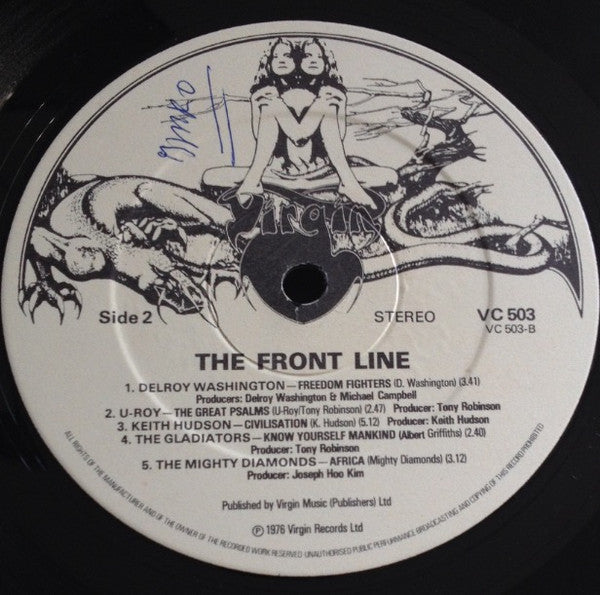 Virgin
Side 2 STEREO VC 503
VC 503-B
THE FRONT LINE
1. DELROY WASHINGTON — FREEDOM FIGHTERS (D. Washington) (3.41)
Producers: Delroy Washington & Michael Campbell
2. U-ROY — THE GREAT PSALMS (U-Roy/Tony Robinson) (2.47) Producer: Tony Robinson
3. KEITH HUDSON — CIVILISATION (K. Hudson) (5.12) Producer: Keith Hudson
4. THE GLADIATORS — KNOW YOURSELF MANKIND (Albert Griffiths) (2.40)
Producer: Tony Robinson
5. THE MIGHTY DIAMONDS — AFRICA (Mighty Diamonds) (3.12)
Producer: Joseph Hoo Kim
Published by Virgin Music (Publishers) Ltd
℗ 1976 Virgin Records Ltd
ALL RIGHTS OF THE MANUFACTURER AND OF THE OWNER OF THE RECORDED WORK RESERVED · UNAUTHORISED PUBLIC PERFORMANCE BROADCASTING AND COPYING OF THIS RECORD PROHIBITED